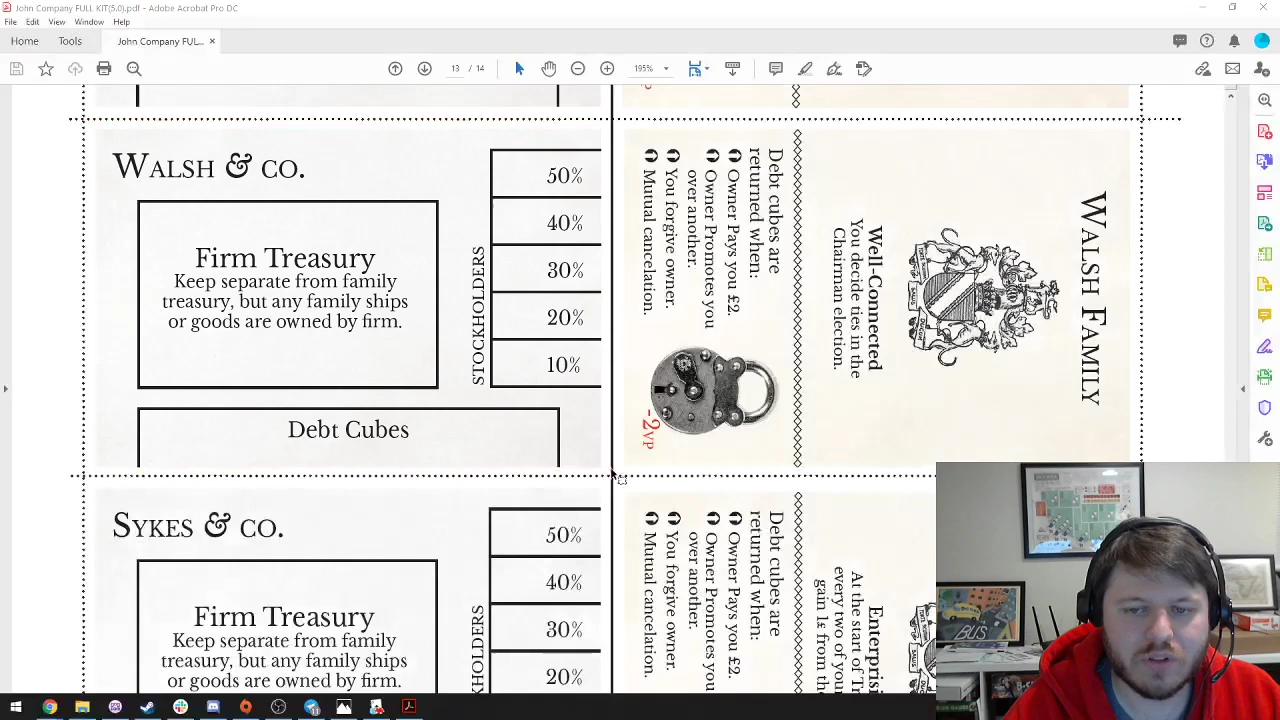 John Company FULL KIT(5.0).pdf - Adobe Acrobat Pro DC
File Edit View Window Help
Home Tools John Company FUL... ×
13 / 14 195%
WALSH & CO.
Firm Treasury
Keep separate from family
treasury, but any family ships
or goods are owned by firm.
STOCKHOLDERS
50%
40%
30%
20%
10%
Debt Cubes
Debt cubes are
returned when:
Owner Pays you £2.
Owner Promotes you
over another.
You forgive owner.
Mutual cancelation.
-2VP
Well-Connected
You decide ties in the
Chairman election.
WALSH FAMILY
SYKES & CO.
Firm Treasury
Keep separate from family
treasury, but any family ships
or goods are owned by firm.
50%
40%
30%
20%
Debt cubes are
returned when:
Owner Pays you £2.
Owner Promotes you
over another.
You forgive owner.
Mutual cancelation.
At the start of
every two of your
gain 1£ from the
BUS